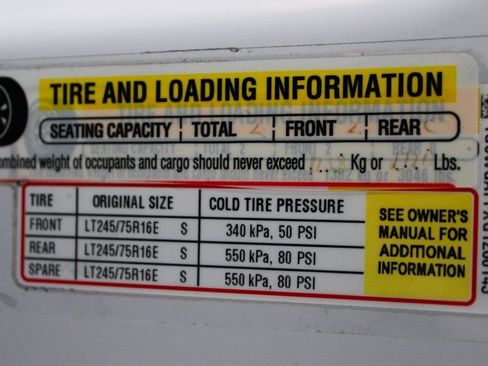 TIRE AND LOADING INFORMATION
SEATING CAPACITY TOTAL 2 FRONT 2 REAR
ombined weight of occupants and cargo should never exceed Kg or Lbs.
TIRE ORIGINAL SIZE COLD TIRE PRESSURE
FRONT LT245/75R16E S 340 kPa, 50 PSI
REAR LT245/75R16E S 550 kPa, 80 PSI
SPARE LT245/75R16E S 550 kPa, 80 PSI
SEE OWNER'S
MANUAL FOR
ADDITIONAL
INFORMATION